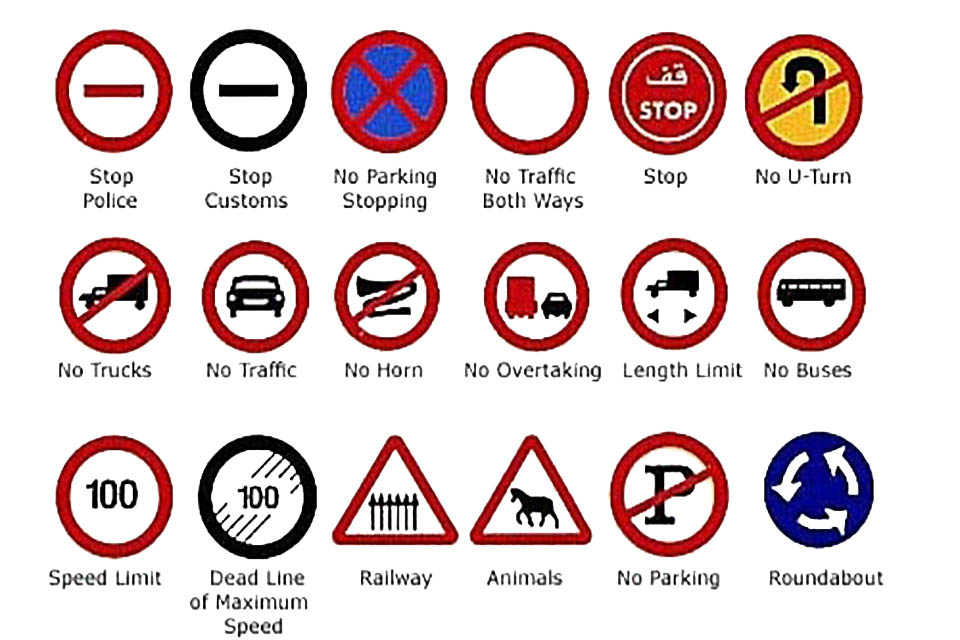 قف
STOP
Stop
Police
Stop
Customs
No Parking
Stopping
No Traffic
Both Ways
Stop
No U-Turn
No Trucks
No Traffic
No Horn
No Overtaking
Length Limit
No Buses
100
100
P
Speed Limit
Dead Line
of Maximum
Speed
Railway
Animals
No Parking
Roundabout